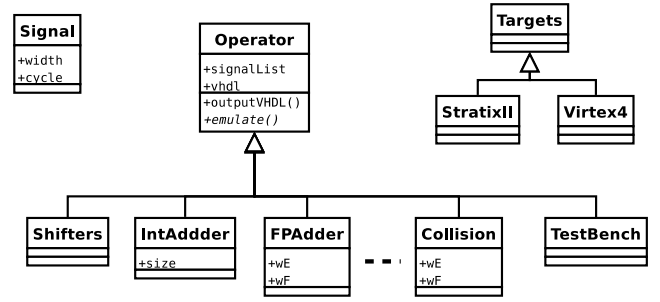 Signal
+width
+cycle
Operator
+signalList
+vhdl
+outputVHDL()
+emulate()
Targets
StratixII
Virtex4
Shifters
IntAddder
+size
FPAdder
+wE
+wF
Collision
+wE
+wF
TestBench